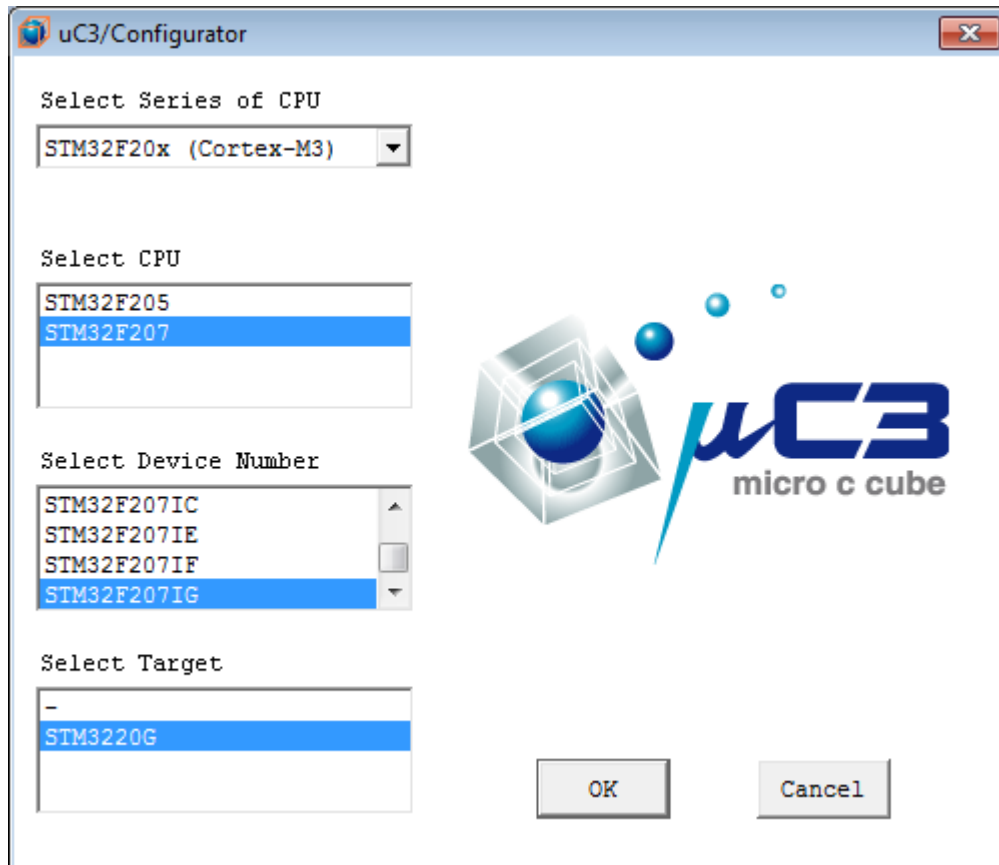 uC3/Configurator
Select Series of CPU
STM32F20x (Cortex-M3)
Select CPU
STM32F205
STM32F207
Select Device Number
STM32F207IC
STM32F207IE
STM32F207IF
STM32F207IG
Select Target
-
STM3220G
μC3
micro c cube
OK
Cancel